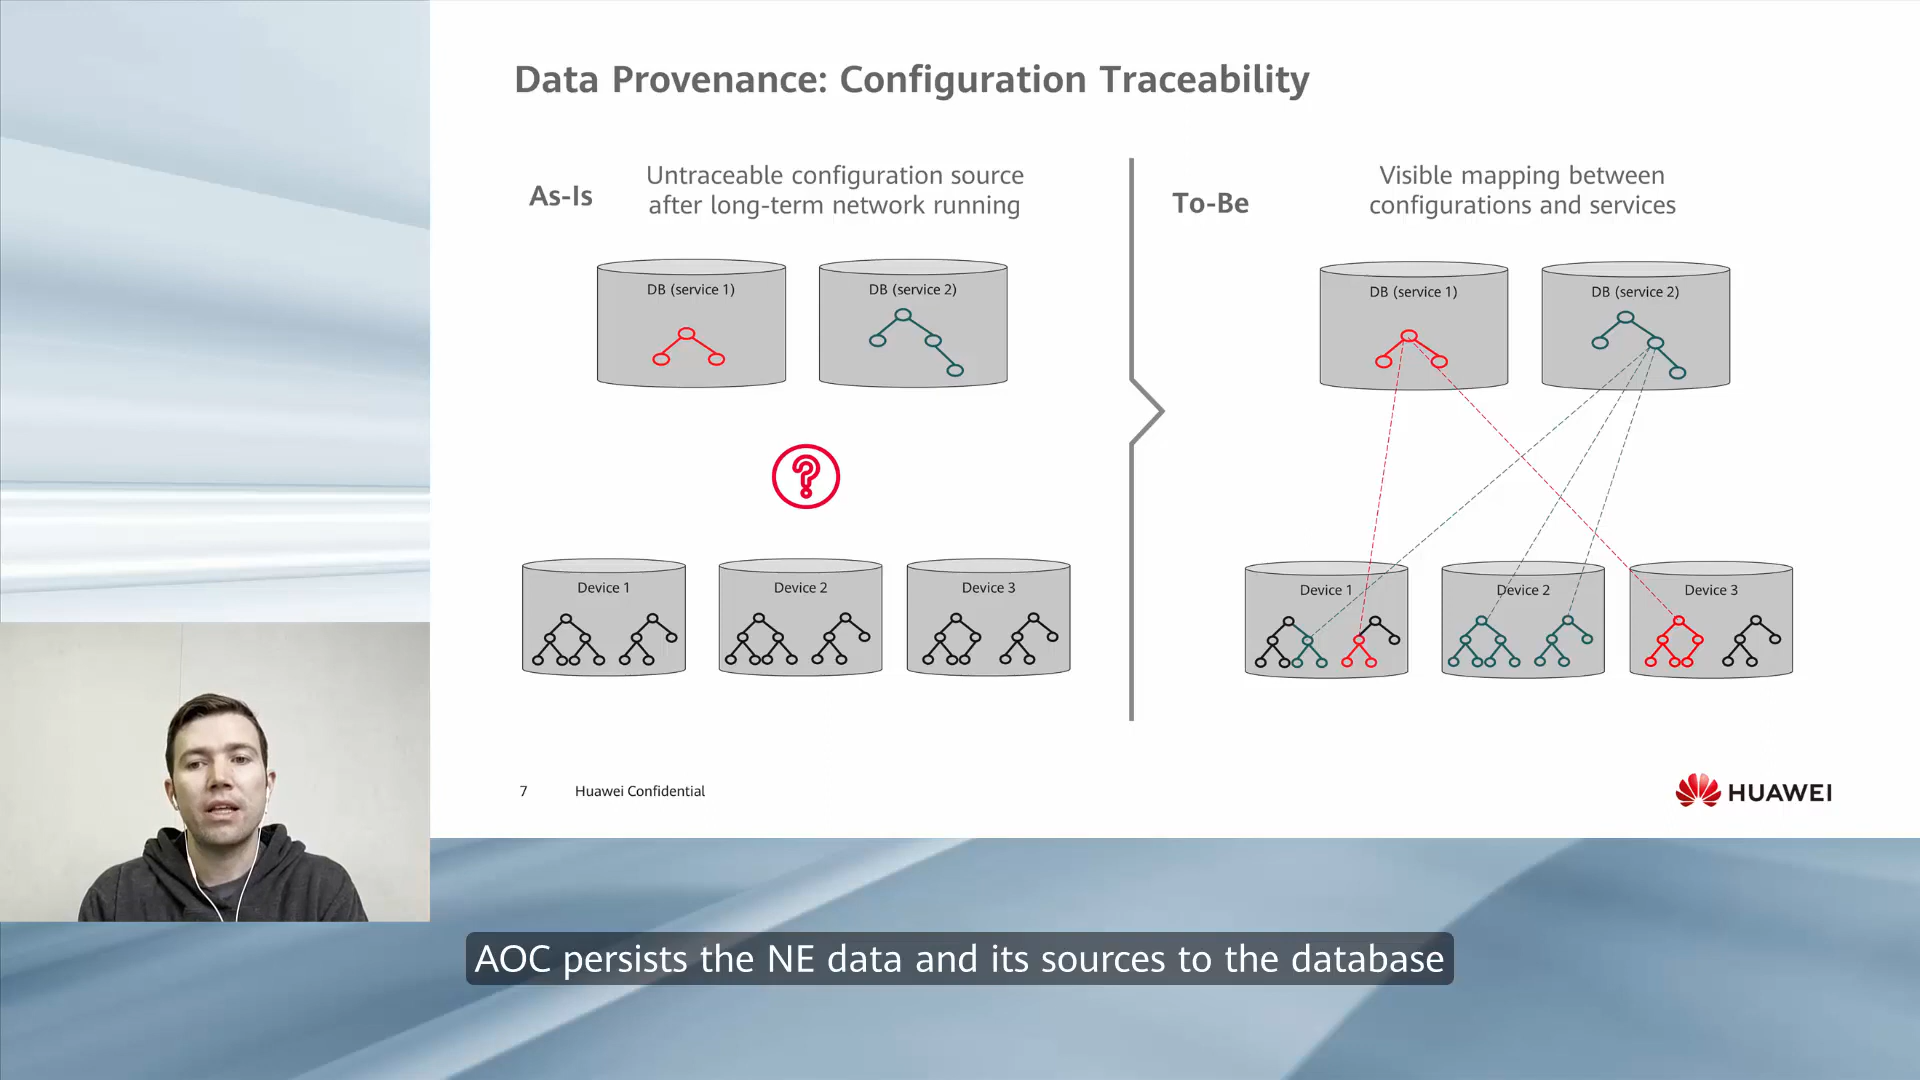 Data Provenance: Configuration Traceability
As-Is
Untraceable configuration source
after long-term network running
DB (service 1)
DB (service 2)
?
Device 1
Device 2
Device 3
To-Be
Visible mapping between
configurations and services
DB (service 1)
DB (service 2)
Device 1
Device 2
Device 3
7
Huawei Confidential
HUAWEI
AOC persists the NE data and its sources to the database